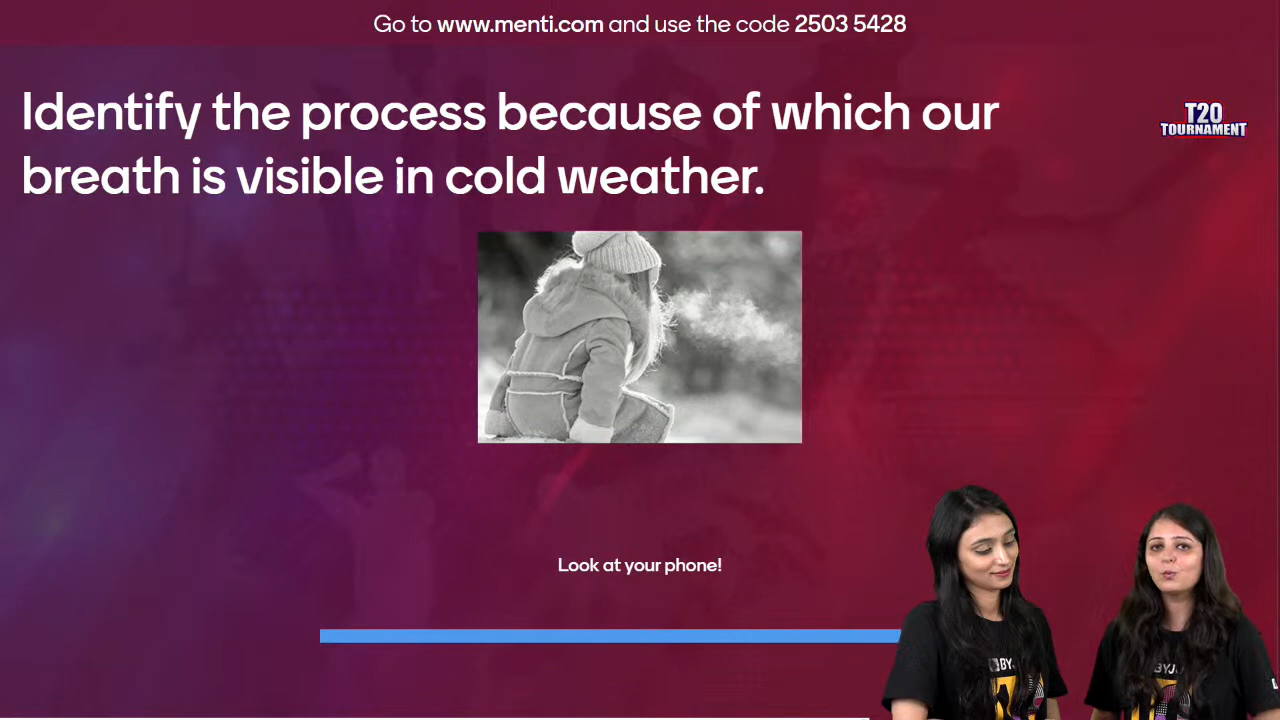 Go to www.menti.com and use the code 2503 5428
Identify the process because of which our
breath is visible in cold weather.
T20
TOURNAMENT
Look at your phone!